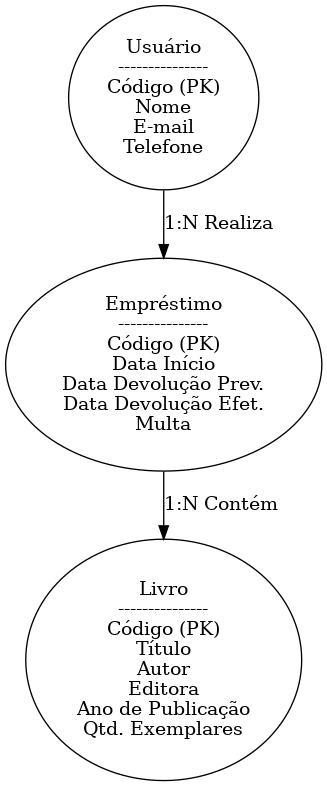 Usuário
---------------
Código (PK)
Nome
E-mail
Telefone
1:N Realiza
Empréstimo
---------------
Código (PK)
Data Início
Data Devolução Prev.
Data Devolução Efet.
Multa
1:N Contém
Livro
---------------
Código (PK)
Título
Autor
Editora
Ano de Publicação
Qtd. Exemplares